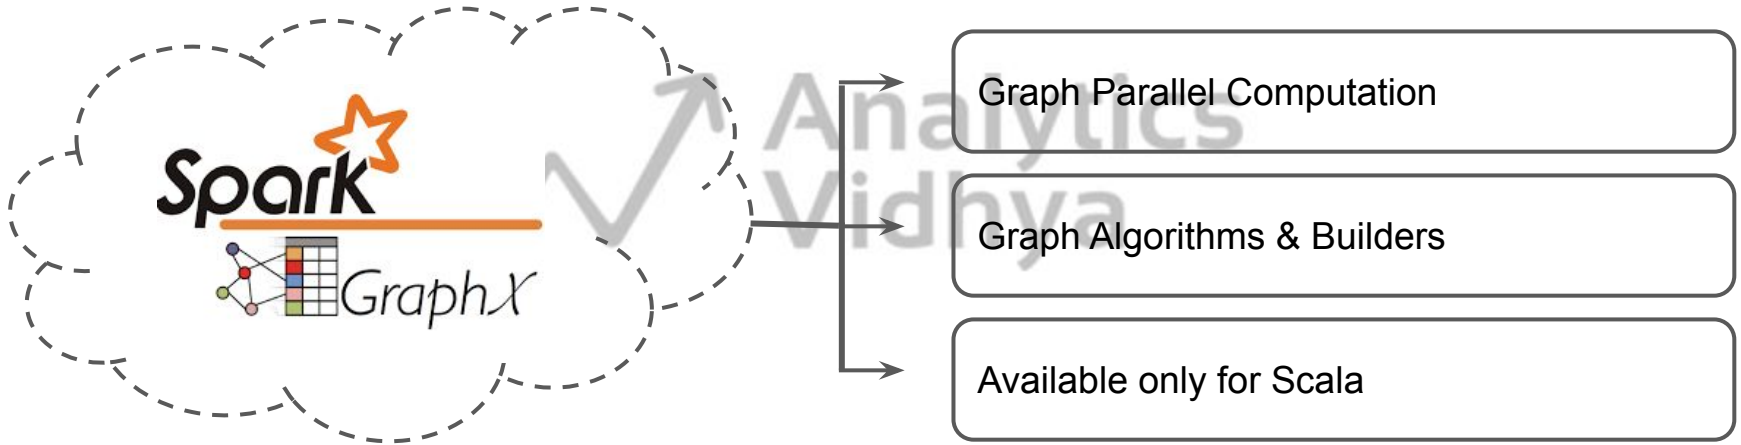 Spark
GraphX
Analytics
Vidhya
Graph Parallel Computation
Graph Algorithms & Builders
Available only for Scala